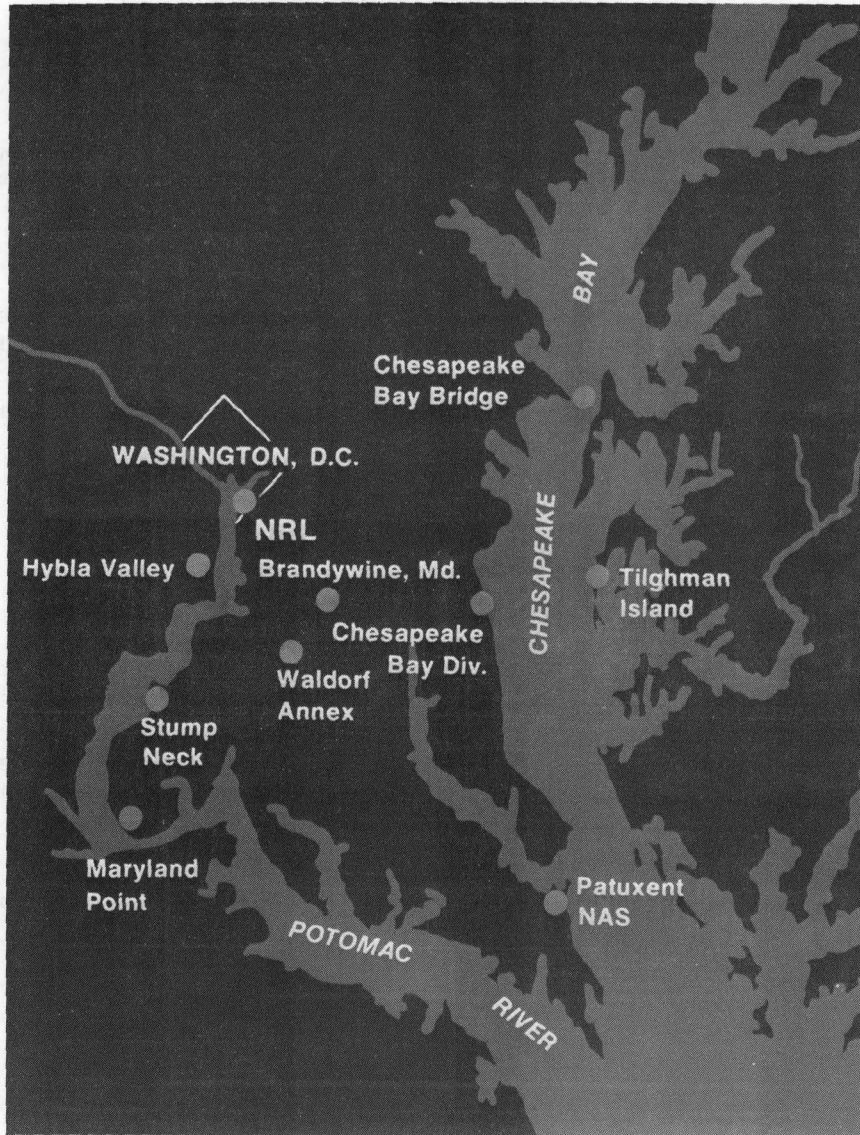 BAY
Chesapeake
Bay Bridge
WASHINGTON, D.C.
CHESAPEAKE
NRL
Hybla Valley
Brandywine, Md.
Tilghman
Island
Chesapeake
Bay Div.
Waldorf
Annex
Stump
Neck
Maryland
Point
Patuxent
NAS
POTOMAC
RIVER